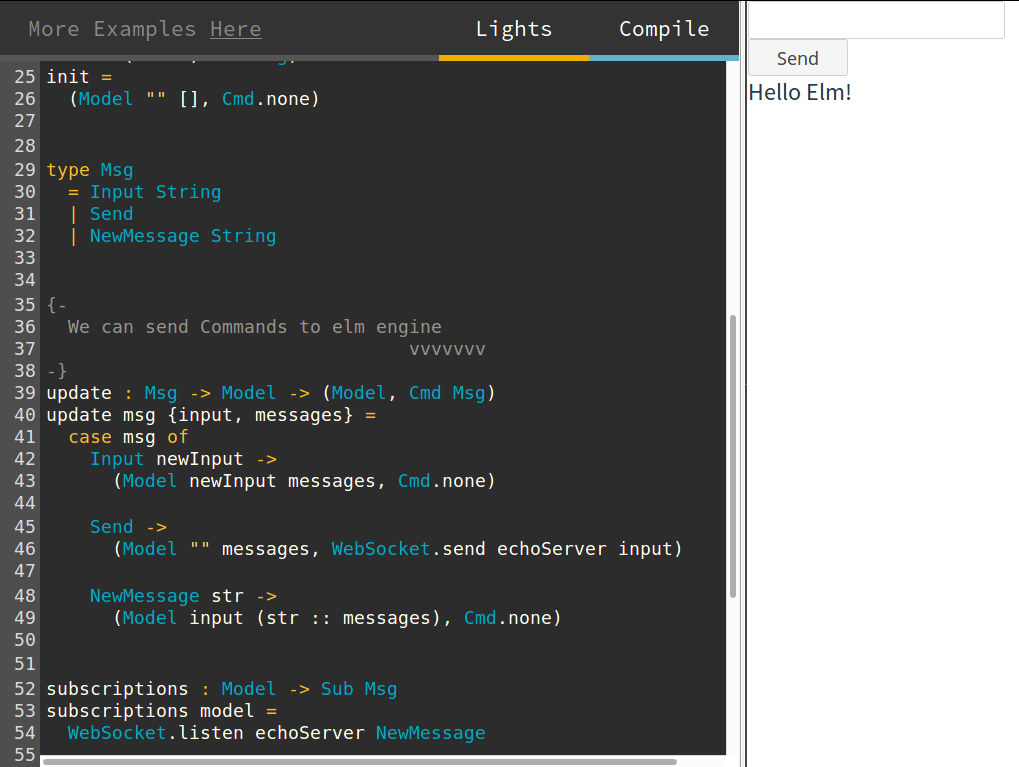 More Examples Here
Lights
Compile
25 init =
26   (Model "" [], Cmd.none)
27
28
29 type Msg
30   = Input String
31   | Send
32   | NewMessage String
33
34
35 {-
36   We can send Commands to elm engine
37                                  vvvvvvv
38 -}
39 update : Msg -> Model -> (Model, Cmd Msg)
40 update msg {input, messages} =
41   case msg of
42     Input newInput ->
43       (Model newInput messages, Cmd.none)
44
45     Send ->
46       (Model "" messages, WebSocket.send echoServer input)
47
48     NewMessage str ->
49       (Model input (str :: messages), Cmd.none)
50
51
52 subscriptions : Model -> Sub Msg
53 subscriptions model =
54   WebSocket.listen echoServer NewMessage
55
Send
Hello Elm!